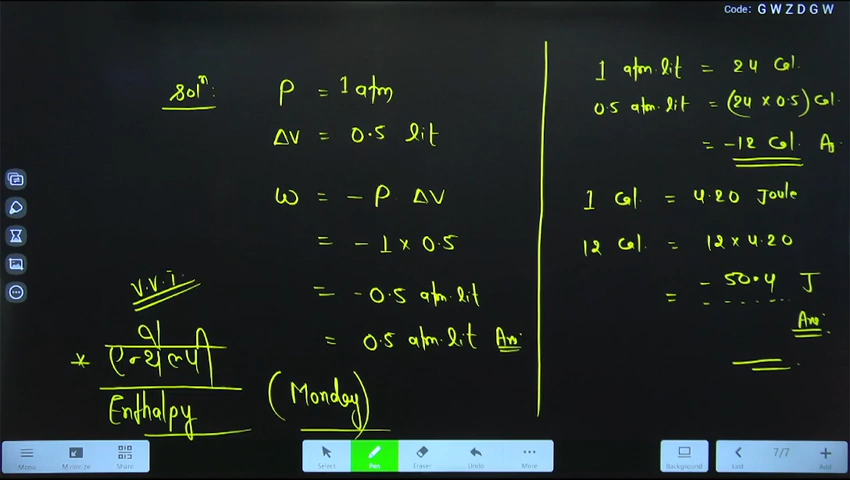 Code: GWZDGW
Solⁿ:
P = 1 atm
ΔV = 0.5 lit
W = - P ΔV
= - 1 × 0.5
= - 0.5 atm.lit
= 0.5 atm.lit Ans
V.V.I.
* एन्थैल्पी
Enthalpy (Monday)
1 atm.lit = 24 Cal.
0.5 atm.lit = (24 × 0.5) Cal.
= -12 Cal. A
1 Cal. = 4.20 Joule
12 Cal. = 12 × 4.20
= - 50.4 J
Ans
Menu
Minimize
Share
Select
Pen
Eraser
Undo
More
Background
Last
7/7
Add